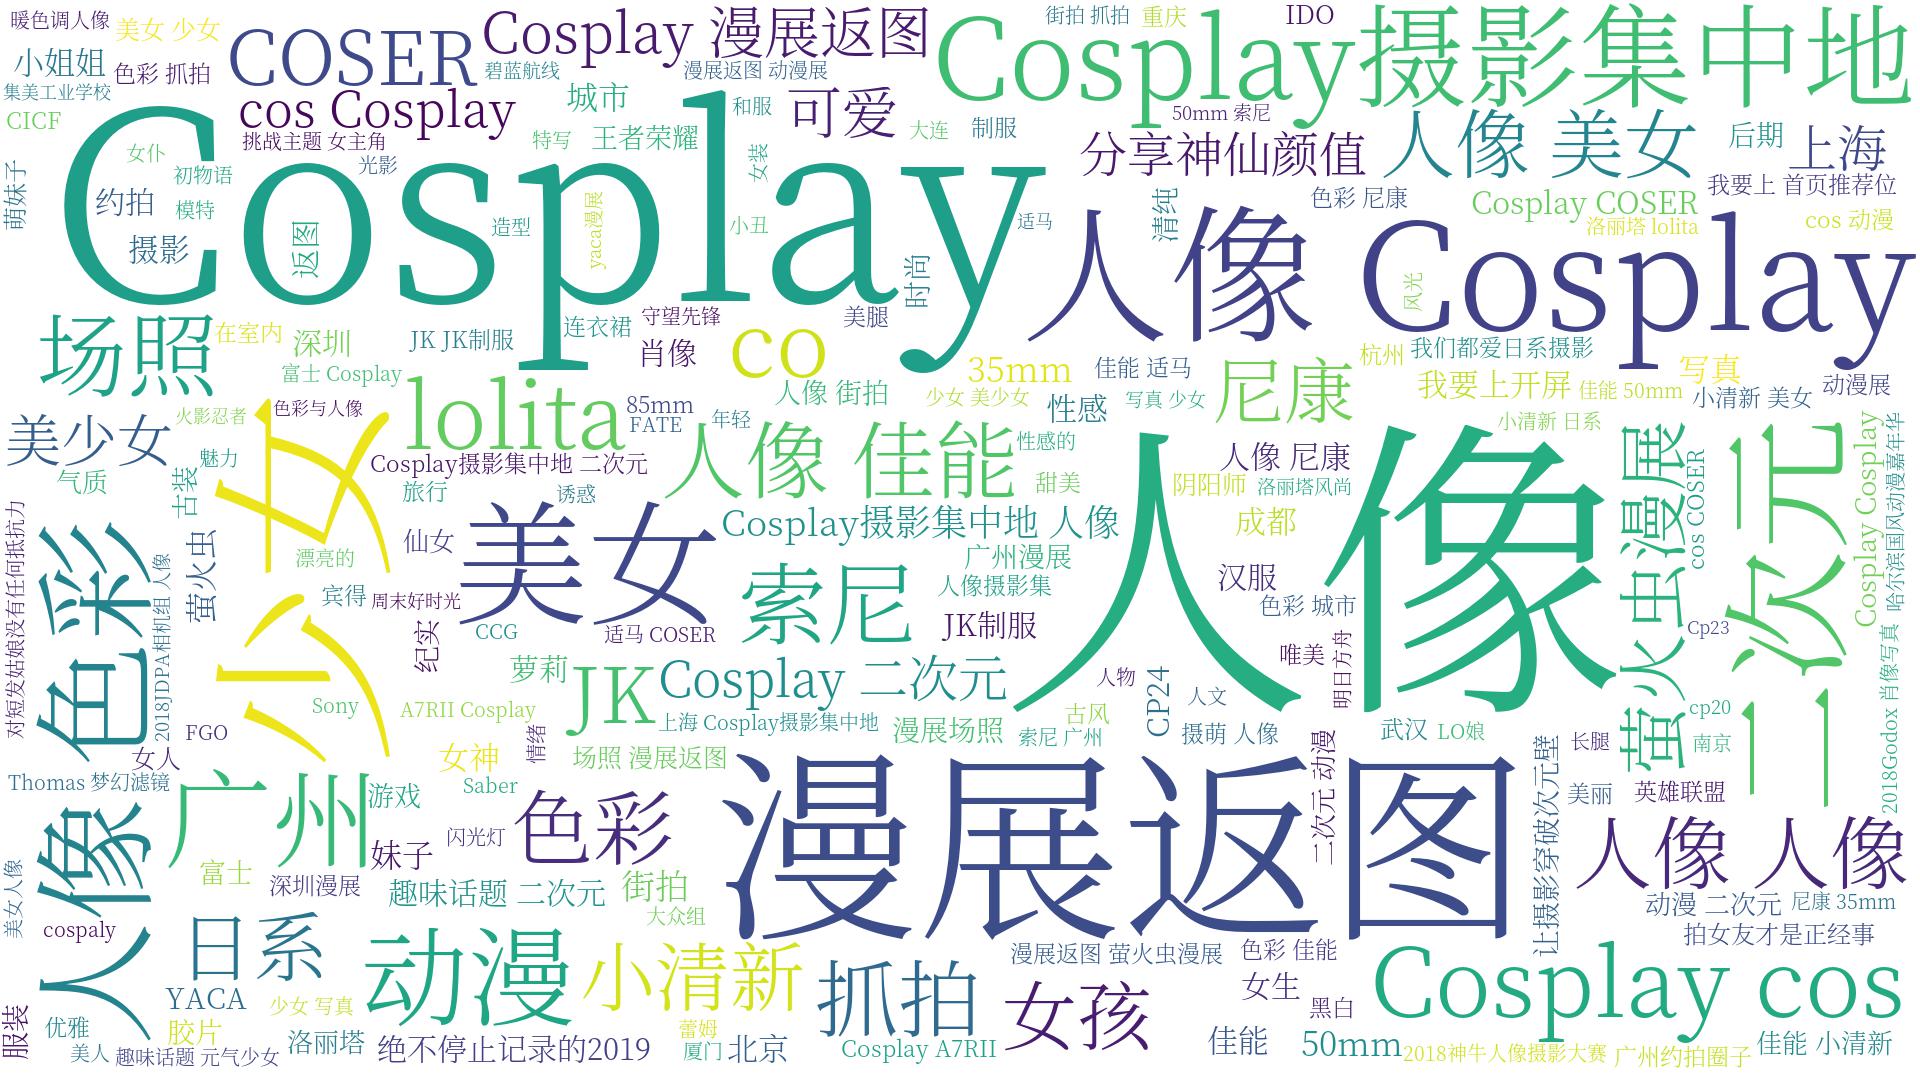 暖色调人像
美女 少女
COSER
Cosplay 漫展返图
Cosplay摄影集中地
街拍 抓拍
重庆
IDO
小姐姐
色彩 抓拍
碧蓝航线
漫展返图 动漫展
集美工业学校
cos Cosplay
城市
和服
可爱
50mm 索尼
人像 美女
CICF
挑战主题 女主角
特写
王者荣耀
大连
制服
分享神仙颜值
后期
上海
Cosplay
女仆
光影
女装
萌妹子
初物语
约拍
模特
返图
造型
yaca漫展
小丑
适马
清纯
色彩 尼康
Cosplay COSER
我要上 首页推荐位
洛丽塔 lolita
cos 动漫
摄影
时尚
人像
Cosplay
风光
场照
在室内
深圳
JK JK制服
连衣裙
守望先锋
美腿
肖像
co
富士 Cosplay
35mm
佳能 适马
杭州
我们都爱日系摄影
尼康
我要上开屏
佳能 50mm
写真
动漫展
人像 街拍
少女 美少女
性感
写真 少女
小清新 美女
美少女
火影忍者
色彩与人像
lolita
85mm
FATE
年轻
人像 佳能
性感的
小清新 日系
气质
魅力
古装
少女
Cosplay摄影集中地 二次元
旅行
诱惑
甜美
人像 尼康
阴阳师
洛丽塔风尚
人像
萤火虫漫展
cos COSER
二次元
Cosplay Cosplay
哈尔滨国风动漫嘉年华
对短发姑娘没有任何抵抗力
色彩
2018JDPA相机组 人像
萤火虫
漂亮的
仙女
美女
Cosplay摄影集中地 人像
成都
广州漫展
宾得
周末好时光
索尼
人像摄影集
汉服
色彩 城市
CCG
适马 COSER
JK制服
纪实
Cp23
萝莉
JK
Cosplay 二次元
唯美
明日方舟
人物
人文
CP24
Sony
A7RII Cosplay
上海 Cosplay摄影集中地
漫展场照
古风
索尼 广州
摄萌 人像
武汉
LO娘
cp20
南京
2018Godox 肖像写真
FGO
女人
女神
情绪
场照 漫展返图
漫展返图
二次元 动漫
让摄影穿破次元壁
长腿
Thomas 梦幻滤镜
广州
游戏
Saber
色彩
美丽
英雄联盟
人像
闪光灯
妹子
人像 人像
富士
深圳漫展
趣味话题 二次元
街拍
美女人像
cospaly
大众组
动漫 二次元
尼康 35mm
日系
动漫
小清新
抓拍
漫展返图 萤火虫漫展
色彩 佳能
拍女友才是正经事
YACA
少女 写真
女孩
女生
黑白
Cosplay cos
服装
优雅
胶片
洛丽塔
绝不停止记录的2019
蕾姆
厦门
北京
Cosplay A7RII
佳能
50mm
2018神牛人像摄影大赛
广州约拍圈子
佳能 小清新
美人
趣味话题 元气少女